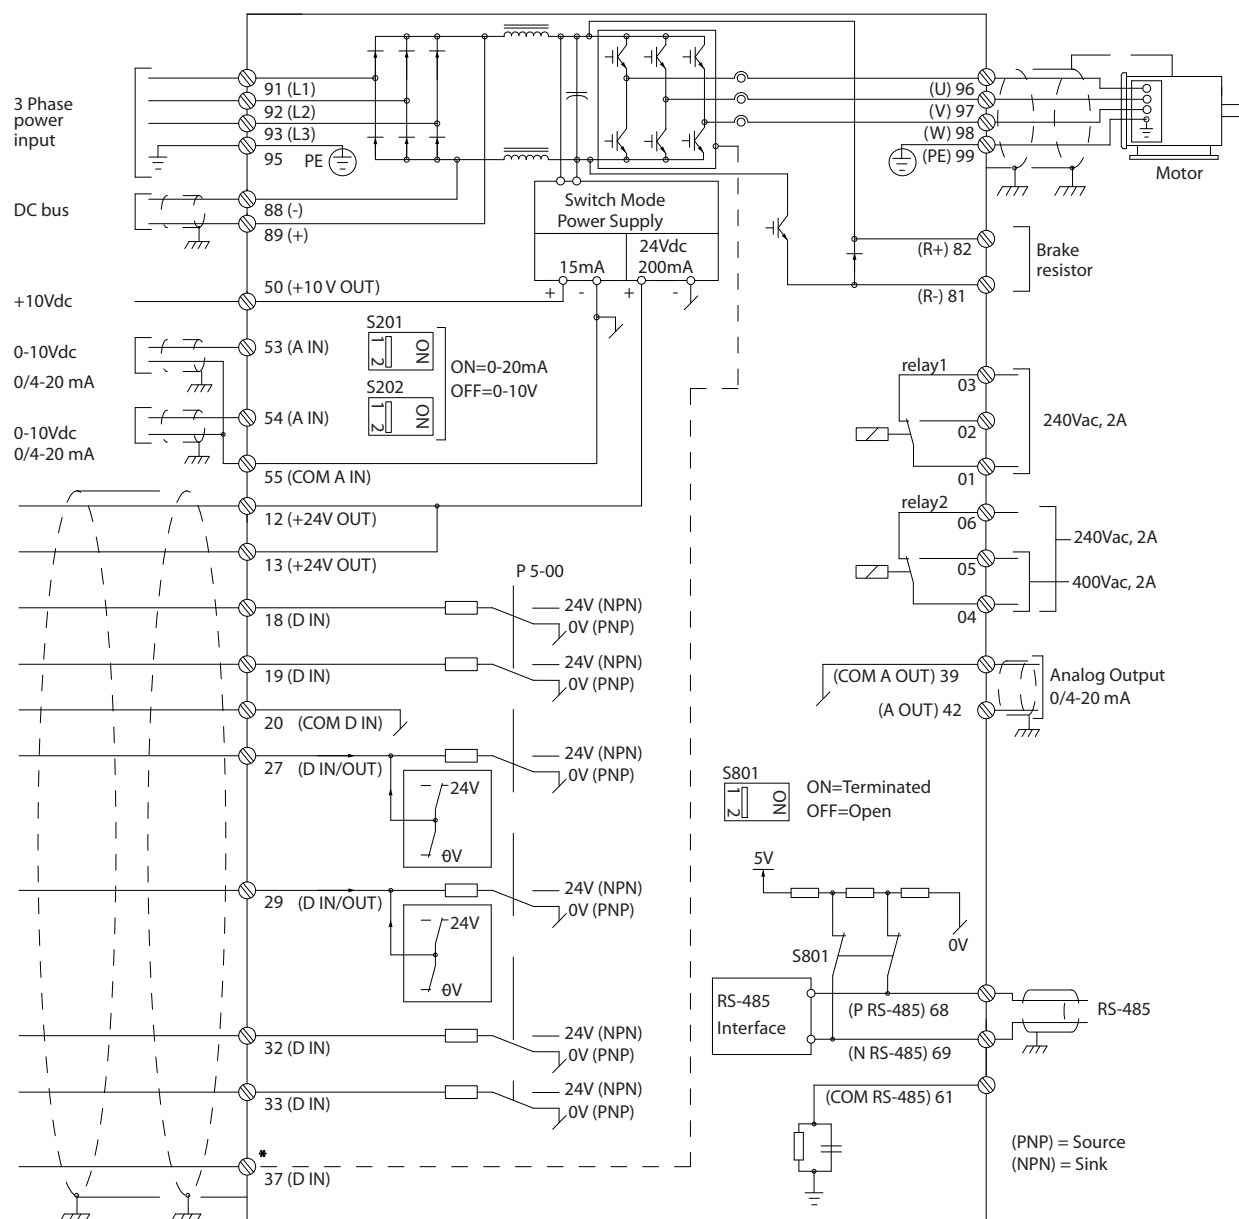 3 Phase
power
input
91 (L1)
92 (L2)
93 (L3)
95
PE
DC bus
88 (-)
89 (+)
+10Vdc
50 (+10 V OUT)
Switch Mode
Power Supply
24Vdc
15mA
200mA
+ - + -
(U) 96
(V) 97
(W) 98
(PE) 99
Motor
(R+) 82
(R-) 81
Brake
resistor
0-10Vdc
0/4-20 mA
53 (A IN)
S201
1 2 ON
S202
1 2 ON
ON=0-20mA
OFF=0-10V
0-10Vdc
0/4-20 mA
54 (A IN)
55 (COM A IN)
12 (+24V OUT)
13 (+24V OUT)
relay1
03
02
01
240Vac, 2A
relay2
06
05
04
240Vac, 2A
400Vac, 2A
P 5-00
18 (D IN)
24V (NPN)
0V (PNP)
19 (D IN)
24V (NPN)
0V (PNP)
20 (COM D IN)
27 (D IN/OUT)
24V (NPN)
0V (PNP)
24V
0V
29 (D IN/OUT)
24V (NPN)
0V (PNP)
24V
0V
32 (D IN)
24V (NPN)
0V (PNP)
33 (D IN)
24V (NPN)
0V (PNP)
*
37 (D IN)
(COM A OUT) 39
(A OUT) 42
Analog Output
0/4-20 mA
S801
1 2 ON
ON=Terminated
OFF=Open
5V
0V
S801
RS-485
Interface
(P RS-485) 68
(N RS-485) 69
RS-485
(COM RS-485) 61
(PNP) = Source
(NPN) = Sink